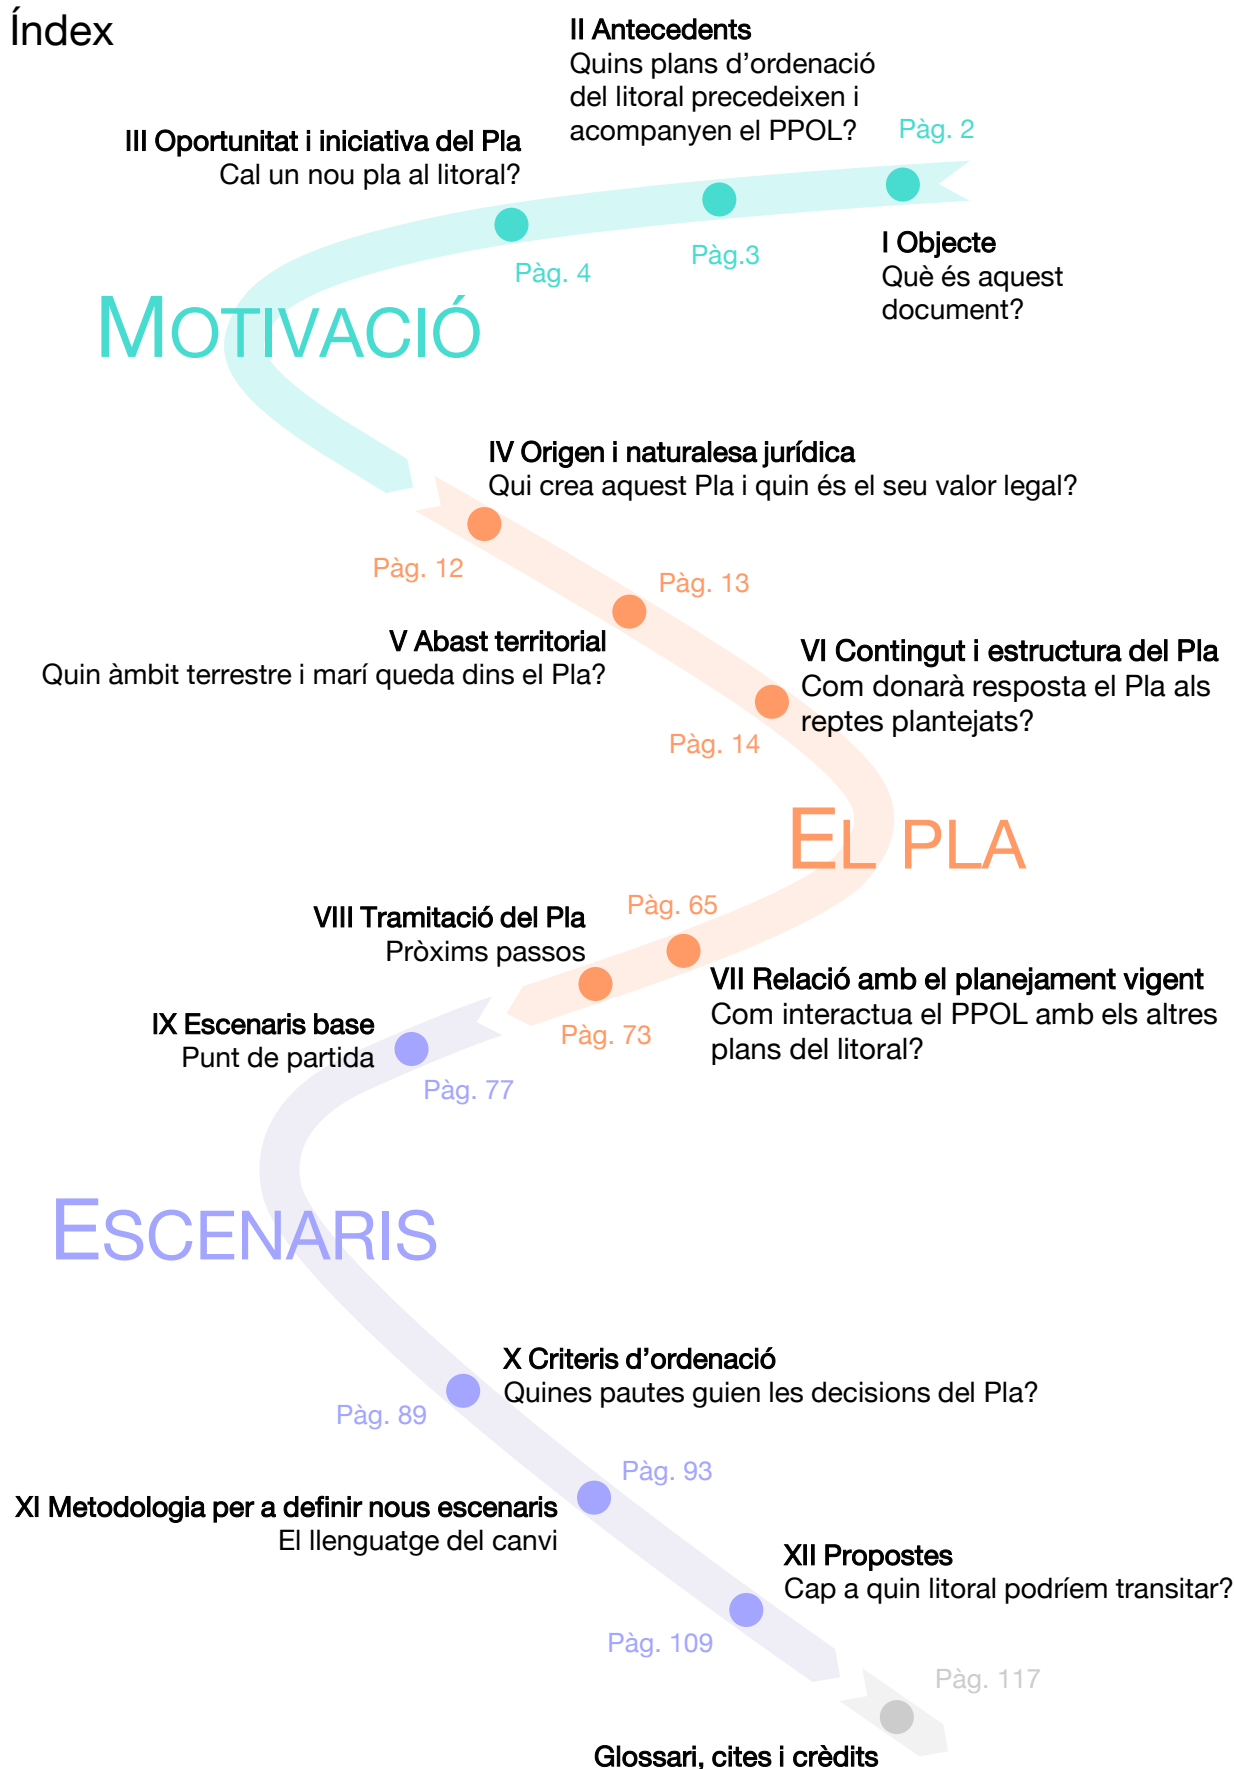 Índex
II Antecedents
Quins plans d’ordenació
del litoral precedeixen i
acompanyen el PPOL?
Pàg. 2
III Oportunitat i iniciativa del Pla
Cal un nou pla al litoral?
I Objecte
Què és aquest
document?
Pàg.3
Pàg. 4
MOTIVACIÓ
IV Origen i naturalesa jurídica
Qui crea aquest Pla i quin és el seu valor legal?
Pàg. 12
Pàg. 13
V Abast territorial
Quin àmbit terrestre i marí queda dins el Pla?
VI Contingut i estructura del Pla
Com donarà resposta el Pla als
reptes plantejats?
Pàg. 14
EL PLA
Pàg. 65
VIII Tramitació del Pla
Pròxims passos
VII Relació amb el planejament vigent
Com interactua el PPOL amb els altres
plans del litoral?
Pàg. 73
IX Escenaris base
Punt de partida
Pàg. 77
ESCENARIS
X Criteris d’ordenació
Quines pautes guien les decisions del Pla?
Pàg. 89
Pàg. 93
XI Metodologia per a definir nous escenaris
El llenguatge del canvi
XII Propostes
Cap a quin litoral podríem transitar?
Pàg. 109
Pàg. 117
Glossari, cites i crèdits